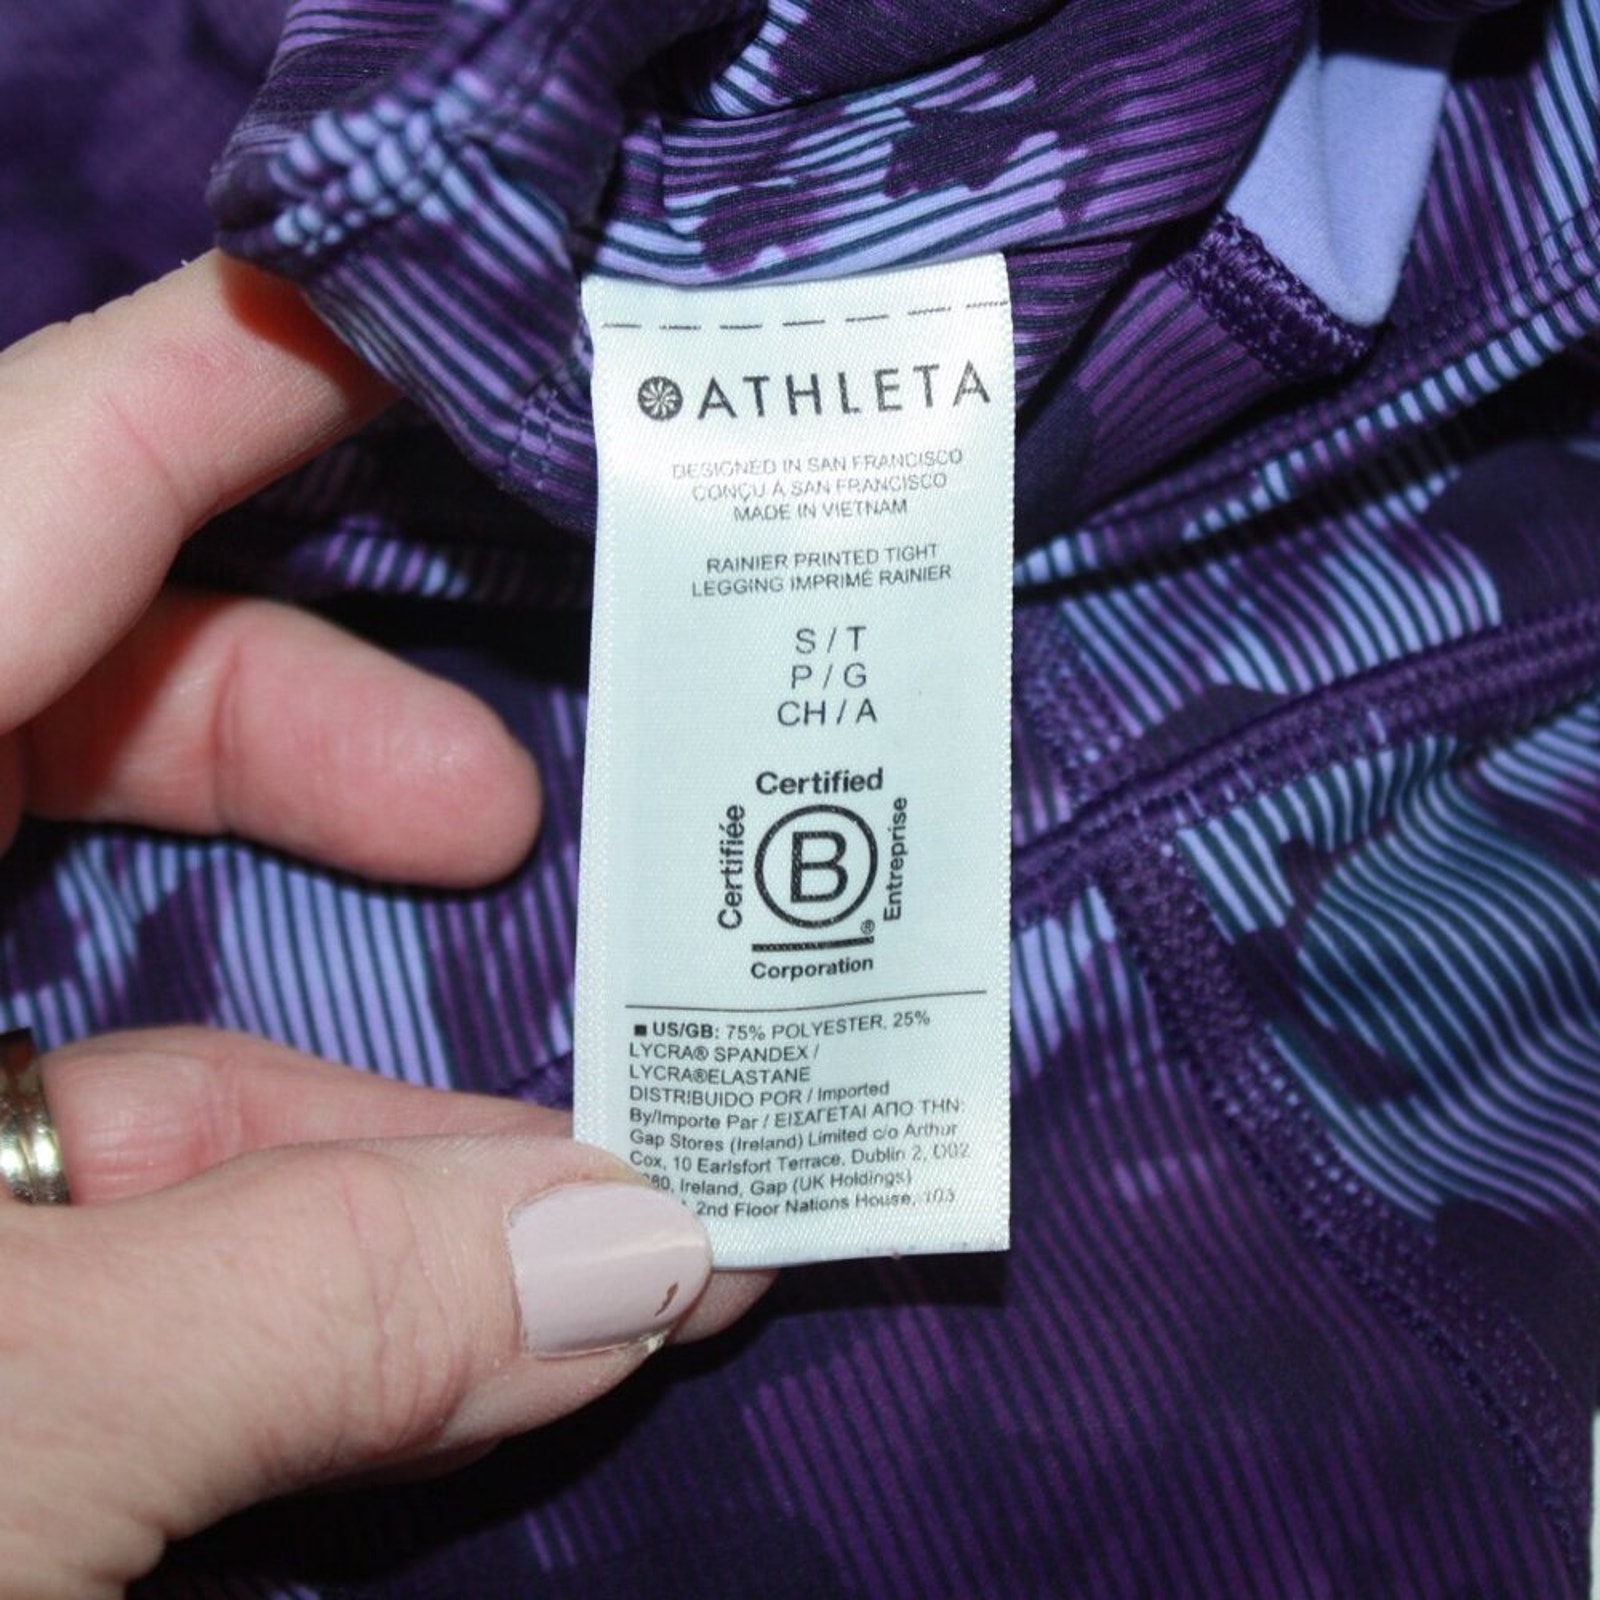 ATHLETA
DESIGNED IN SAN FRANCISCO
CONÇU À SAN FRANCISCO
MADE IN VIETNAM
RAINIER PRINTED TIGHT
LEGGING IMPRIMÉ RAINIER
S / T
P / G
CH / A
Certified
Certifiée
B
Entreprise
®
Corporation
■ US/GB: 75% POLYESTER, 25%
LYCRA® SPANDEX /
LYCRA®ELASTANE
DISTRIBUIDO POR / Imported
By/Importe Par / ΕΙΣΑΓΕΤΑΙ ΑΠΟ ΤΗΝ:
Gap Stores (Ireland) Limited c/o Arthur
Cox, 10 Earlsfort Terrace, Dublin 2, D02
Ireland, Gap (UK Holdings)
2nd Floor Nations House, 103